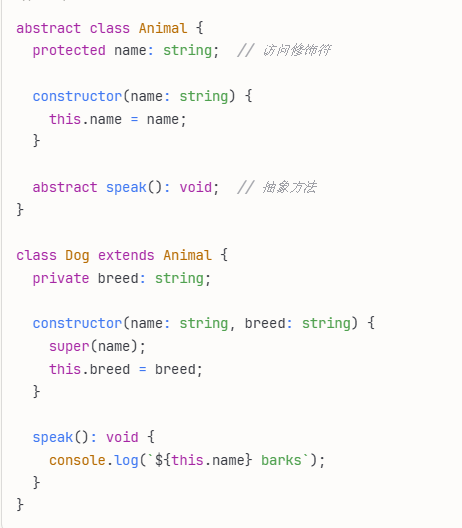 abstract class Animal {
  protected name: string;  // 访问修饰符

  constructor(name: string) {
    this.name = name;
  }

  abstract speak(): void;  // 抽象方法
}

class Dog extends Animal {
  private breed: string;

  constructor(name: string, breed: string) {
    super(name);
    this.breed = breed;
  }

  speak(): void {
    console.log(`${this.name} barks`);
  }
}